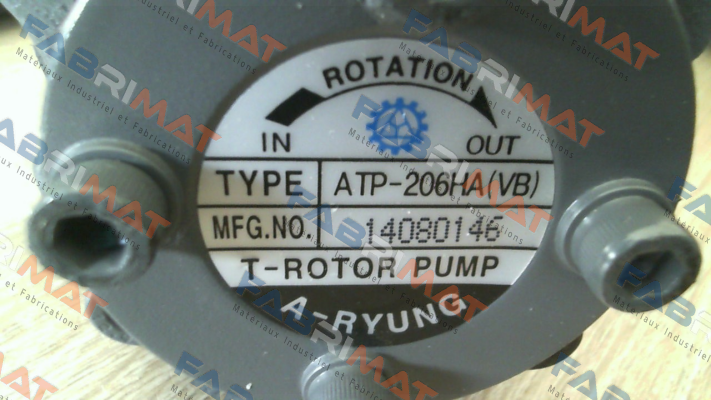 ROTATION
IN OUT
TYPE ATP-206HA(VB)
MFG.NO. 14080146
T-ROTOR PUMP
A-RYUNG
FABRIMAT
Materiaux Industriel et Fabrications